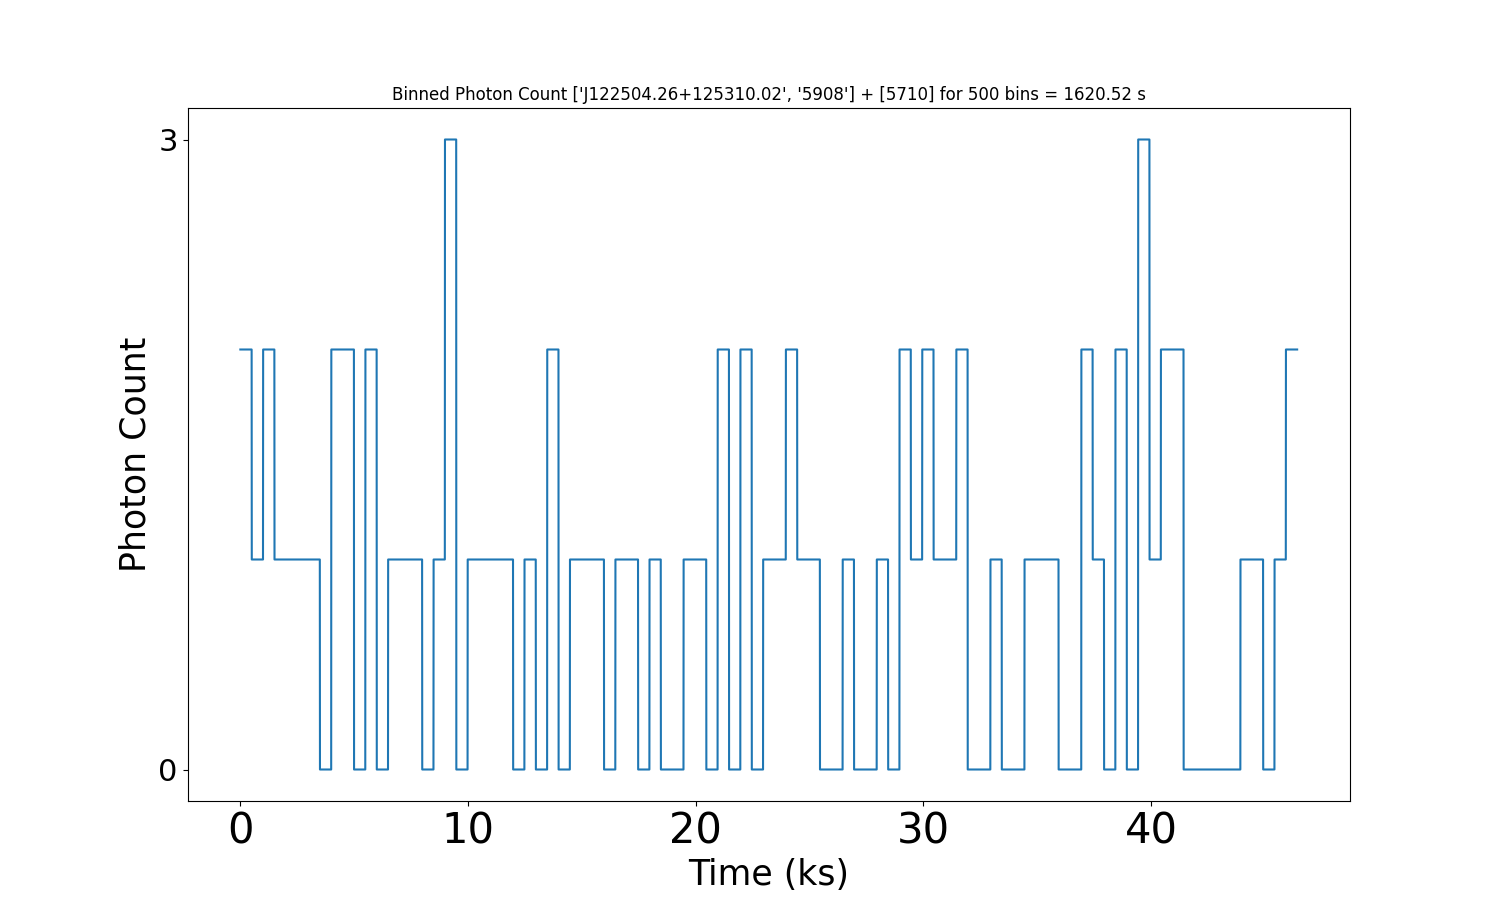 Binned Photon Count ['J122504.26+125310.02', '5908'] + [5710] for 500 bins = 1620.52 s
3
Photon Count
0
0 10 20 30 40
Time (ks)